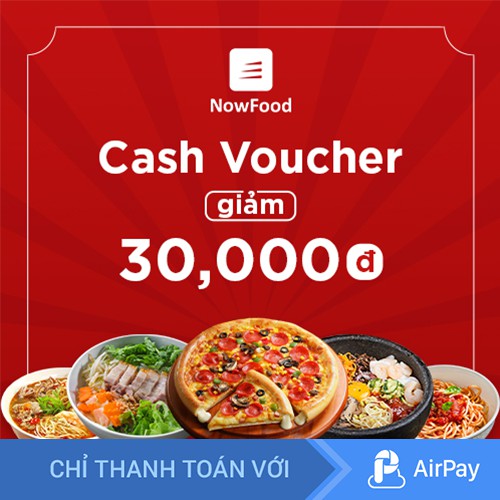 NowFood
Cash Voucher
giảm
30,000đ
CHỈ THANH TOÁN VỚI
AirPay